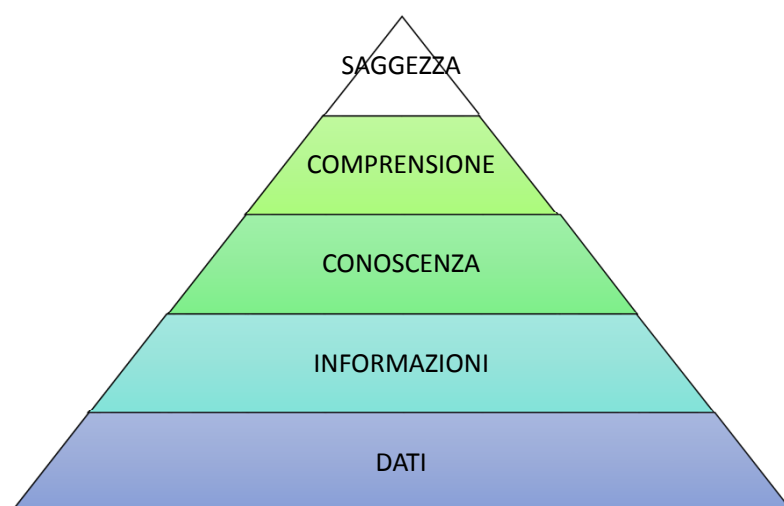 SAGGEZZA
COMPRENSIONE
CONOSCENZA
INFORMAZIONI
DATI